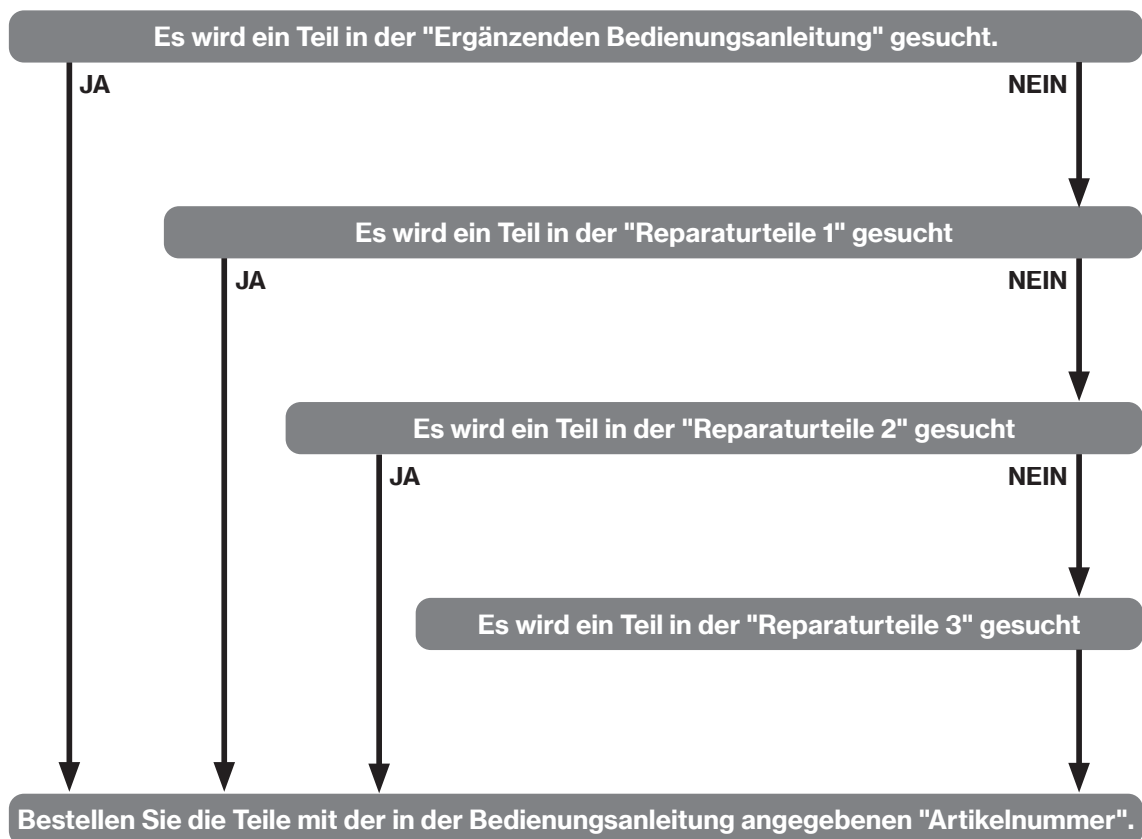 Es wird ein Teil in der "Ergänzenden Bedienungsanleitung" gesucht.
JA
NEIN
Es wird ein Teil in der "Reparaturteile 1" gesucht
JA
NEIN
Es wird ein Teil in der "Reparaturteile 2" gesucht
JA
NEIN
Es wird ein Teil in der "Reparaturteile 3" gesucht
Bestellen Sie die Teile mit der in der Bedienungsanleitung angegebenen "Artikelnummer".